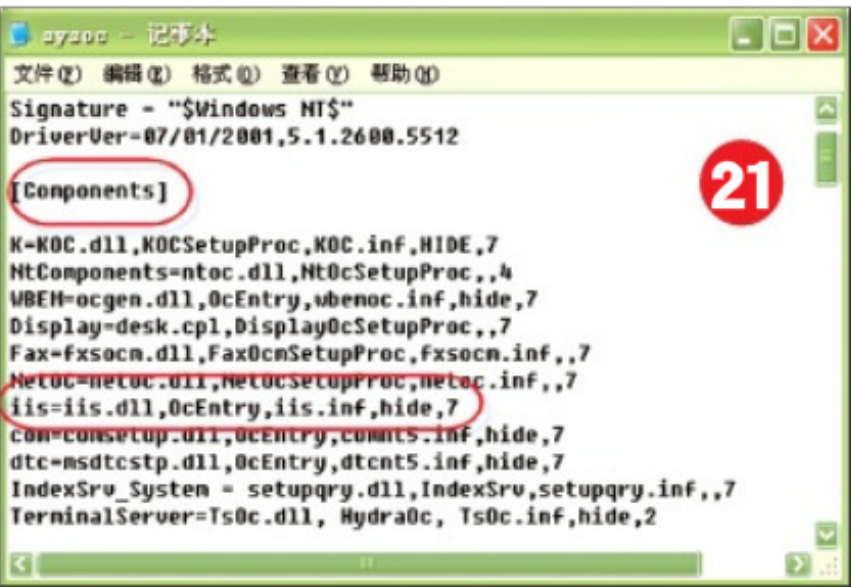 sysoc - 记事本
文件(F) 编辑(E) 格式(O) 查看(V) 帮助(H)
Signature = "$Windows NT$"
DriverVer=07/01/2001,5.1.2600.5512
[Components]
21
K=KOC.dll,KOCSetupProc,KOC.inf,HIDE,7
NtComponents=ntoc.dll,NtOcSetupProc,,4
WBEM=ocgen.dll,OcEntry,wbemoc.inf,hide,7
Display=desk.cpl,DisplayOcSetupProc,,7
Fax=fxsocm.dll,FaxOcmSetupProc,fxsocm.inf,,7
NetOC=netoc.dll,NetOcSetupProc,netoc.inf,,7
iis=iis.dll,OcEntry,iis.inf,hide,7
com=comsetup.dll,OcEntry,comnt5.inf,hide,7
dtc=msdtcstp.dll,OcEntry,dtcnt5.inf,hide,7
IndexSrv_System = setupqry.dll,IndexSrv,setupqry.inf,,7
TerminalServer=TsOc.dll, HydraOc, TsOc.inf,hide,2